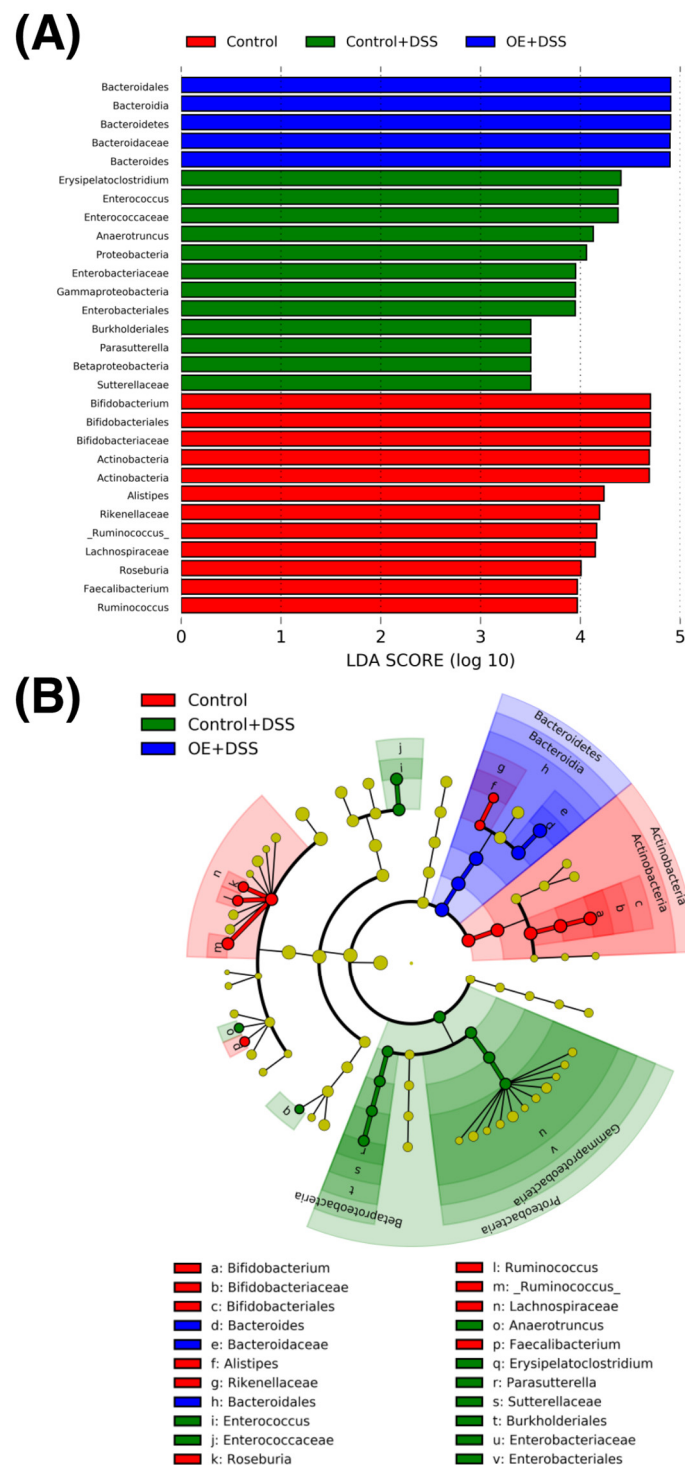 (A)
Control Control+DSS OE+DSS
Bacteroidales
Bacteroidia
Bacteroidetes
Bacteroidaceae
Bacteroides
Erysipelatoclostridium
Enterococcus
Enterococcaceae
Anaerotruncus
Proteobacteria
Enterobacteriaceae
Gammaproteobacteria
Enterobacteriales
Burkholderiales
Parasutterella
Betaproteobacteria
Sutterellaceae
Bifidobacterium
Bifidobacteriales
Bifidobacteriaceae
Actinobacteria
Actinobacteria
Alistipes
Rikenellaceae
_Ruminococcus_
Lachnospiraceae
Roseburia
Faecalibacterium
Ruminococcus
0 1 2 3 4 5
LDA SCORE (log 10)
(B)
Control
Control+DSS
OE+DSS
Bacteroidetes
Bacteroidia
Actinobacteria
Actinobacteria
j
i
g
f
h
e
d
a
b
c
n
k
l
m
o
p
q
r
s
t
u
v
Betaproteobacteria
Gammaproteobacteria
Proteobacteria
a: Bifidobacterium
b: Bifidobacteriaceae
c: Bifidobacteriales
d: Bacteroides
e: Bacteroidaceae
f: Alistipes
g: Rikenellaceae
h: Bacteroidales
i: Enterococcus
j: Enterococcaceae
k: Roseburia
l: Ruminococcus
m: _Ruminococcus_
n: Lachnospiraceae
o: Anaerotruncus
p: Faecalibacterium
q: Erysipelatoclostridium
r: Parasutterella
s: Sutterellaceae
t: Burkholderiales
u: Enterobacteriaceae
v: Enterobacteriales